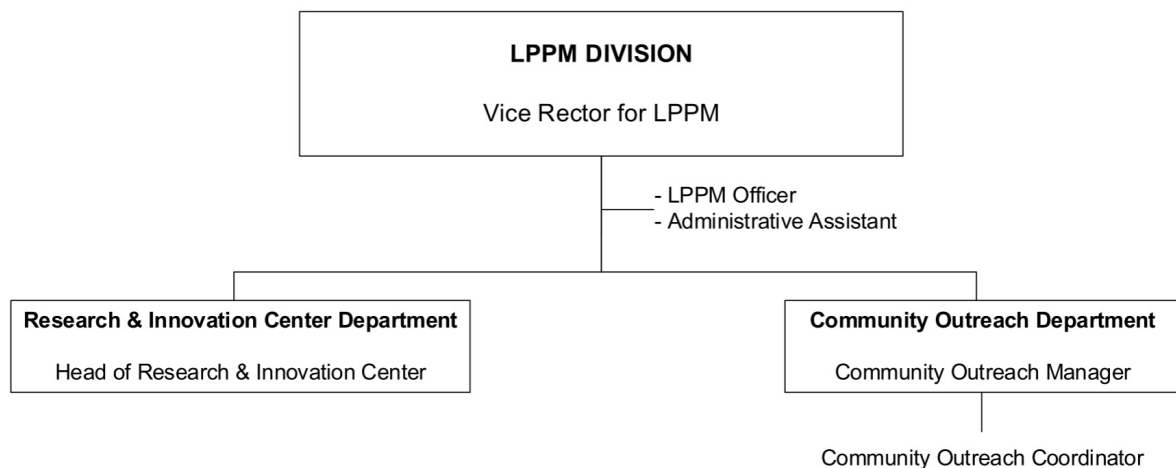 LPPM DIVISION
Vice Rector for LPPM
- LPPM Officer
- Administrative Assistant
Research & Innovation Center Department
Head of Research & Innovation Center
Community Outreach Department
Community Outreach Manager
Community Outreach Coordinator